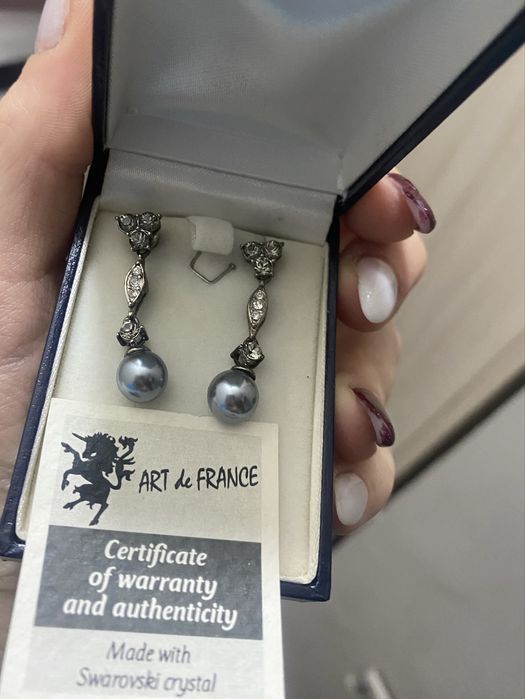 ART de FRANCE
Certificate
of warranty
and authenticity
Made with
Swarovski crystal